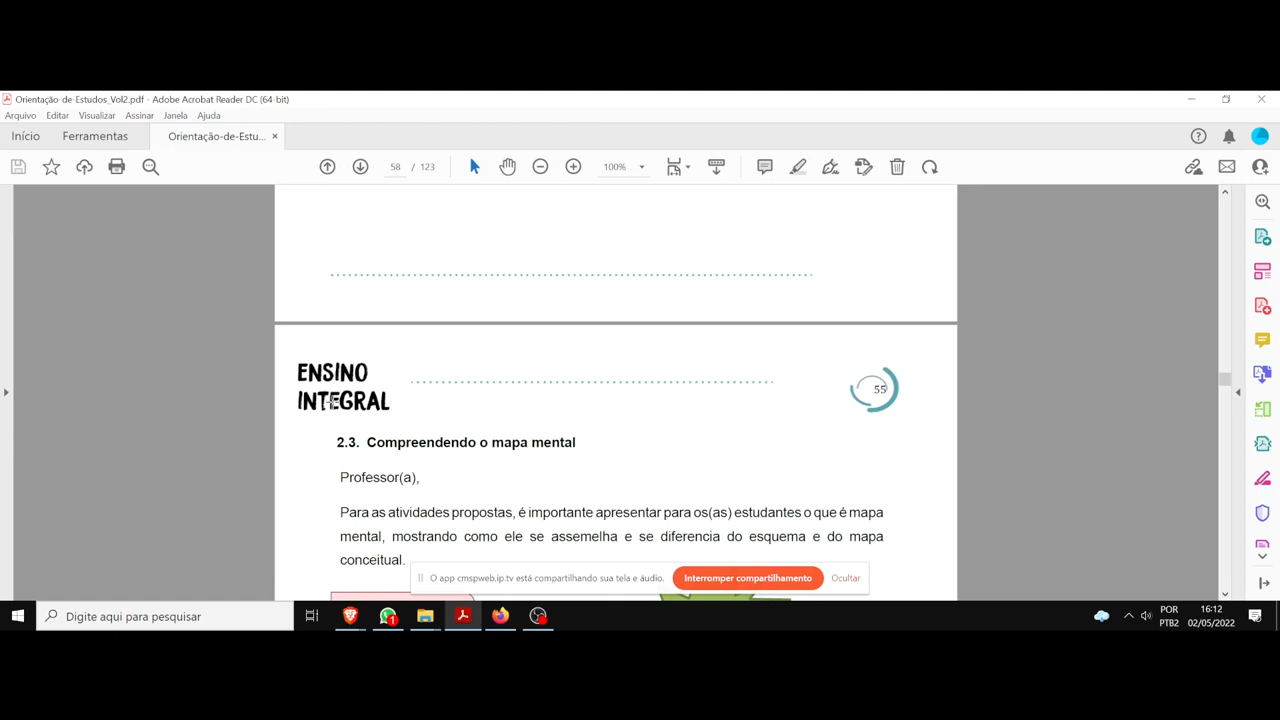 Orientação-de-Estudos_Vol2.pdf - Adobe Acrobat Reader DC (64-bit)
Arquivo Editar Visualizar Assinar Janela Ajuda
Início Ferramentas Orientação-de-Estu... ×
58 / 123 100%
ENSINO
INTEGRAL
55
2.3. Compreendendo o mapa mental
Professor(a),
Para as atividades propostas, é importante apresentar para os(as) estudantes o que é mapa
mental, mostrando como ele se assemelha e se diferencia do esquema e do mapa
conceitual.
O app cmspweb.ip.tv está compartilhando sua tela e áudio. Interromper compartilhamento Ocultar
Digite aqui para pesquisar
1
POR
PTB2
16:12
02/05/2022